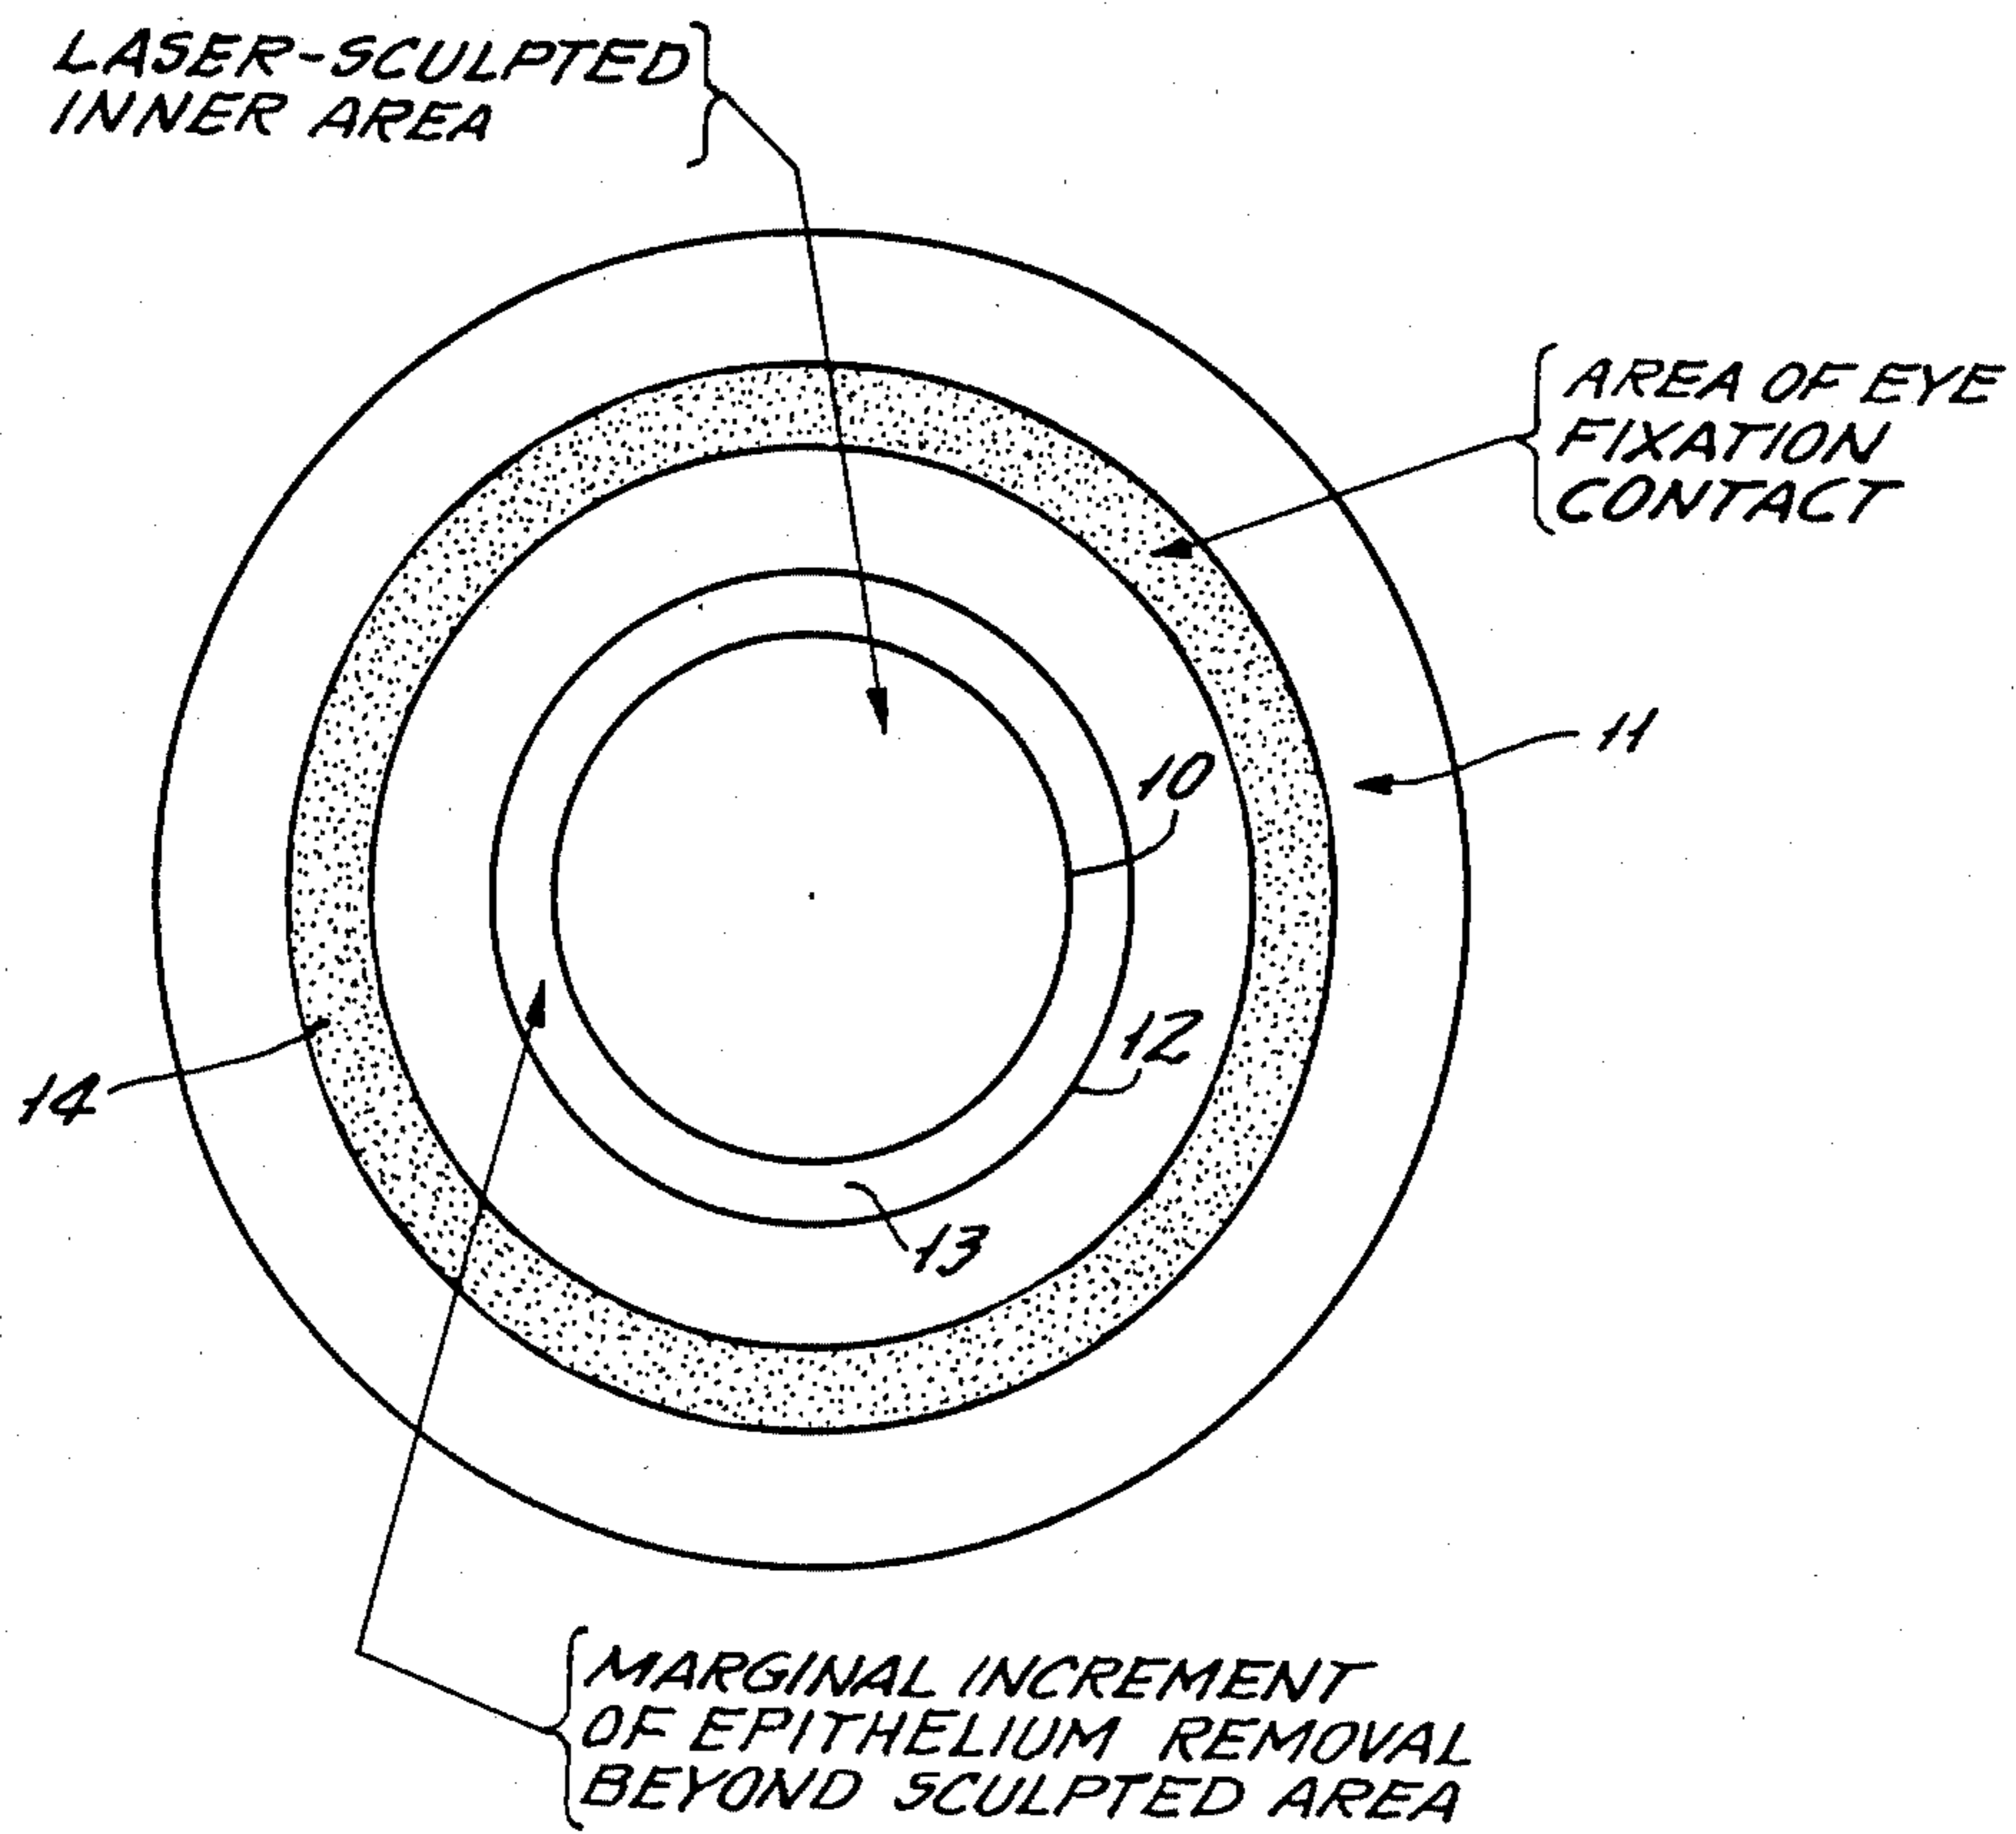 LASER-SCULPTED
INNER AREA
AREA OF EYE
FIXATION
CONTACT
11
10
12
14
13
MARGINAL INCREMENT
OF EPITHELIUM REMOVAL
BEYOND SCULPTED AREA